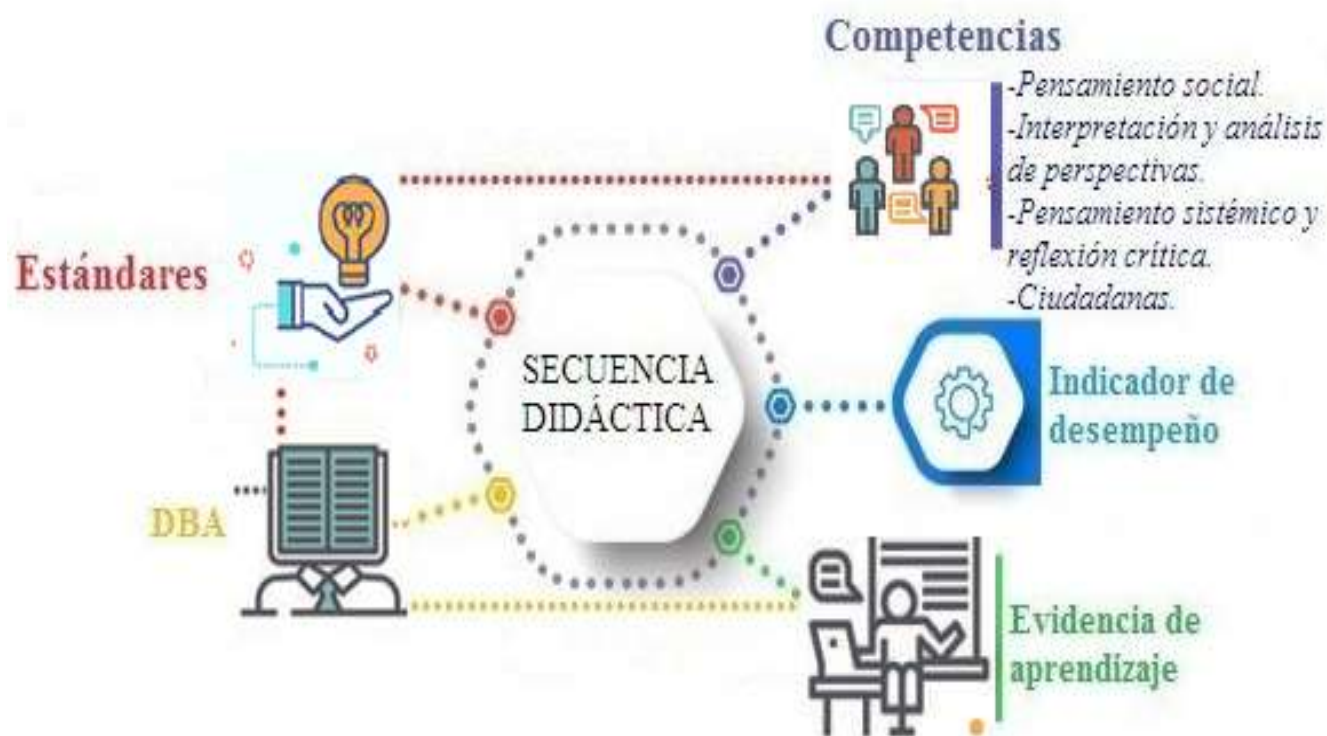 Competencias
-Pensamiento social.
-Interpretación y análisis
de perspectivas.
-Pensamiento sistémico y
reflexión crítica.
-Ciudadanas.
Estándares
SECUENCIA
DIDÁCTICA
Indicador de
desempeño
DBA
Evidencia de
aprendizaje